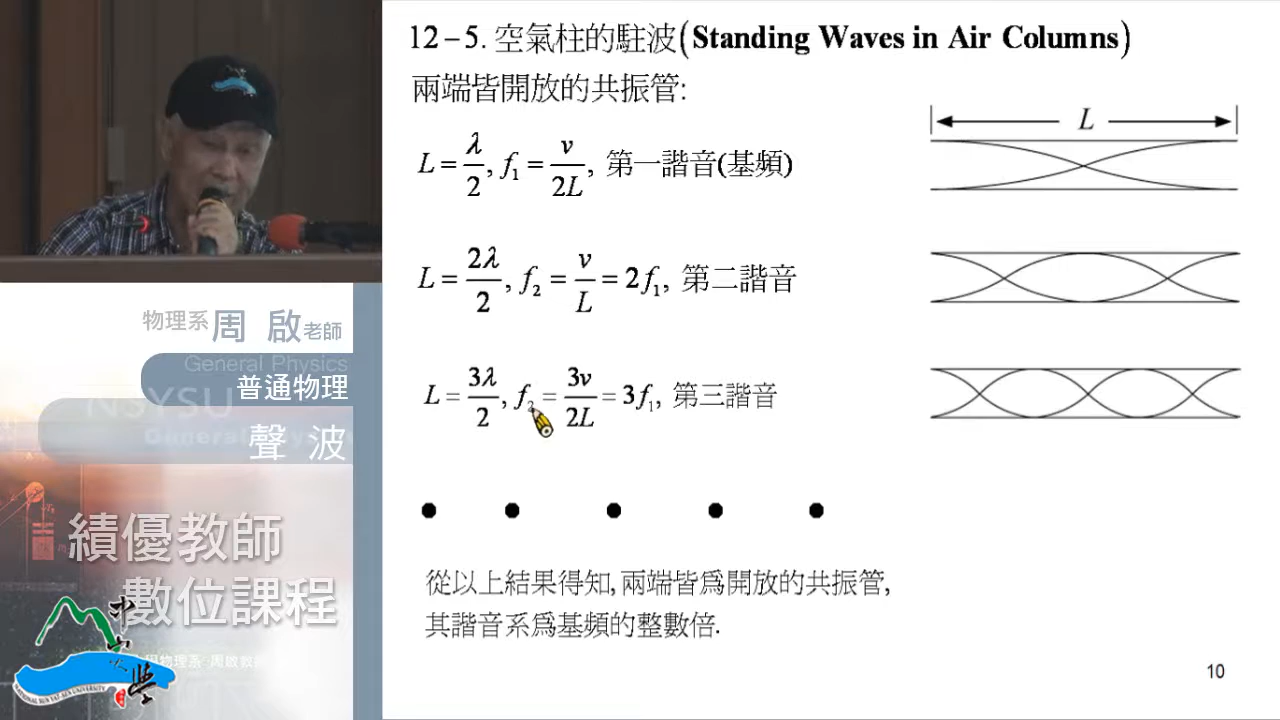 12-5. 空氣柱的駐波(Standing Waves in Air Columns)
兩端皆開放的共振管:
L
L = λ/2, f₁ = v/2L, 第一諧音(基頻)
L = 2λ/2, f₂ = v/L = 2f₁, 第二諧音
L = 3λ/2, f₂ = 3v/2L = 3f₁, 第三諧音
從以上結果得知,兩端皆爲開放的共振管,
其諧音系爲基頻的整數倍.
10
物理系 周 啟 老師
General Physics
普通物理
NSYSU
聲 波
績優教師
數位課程